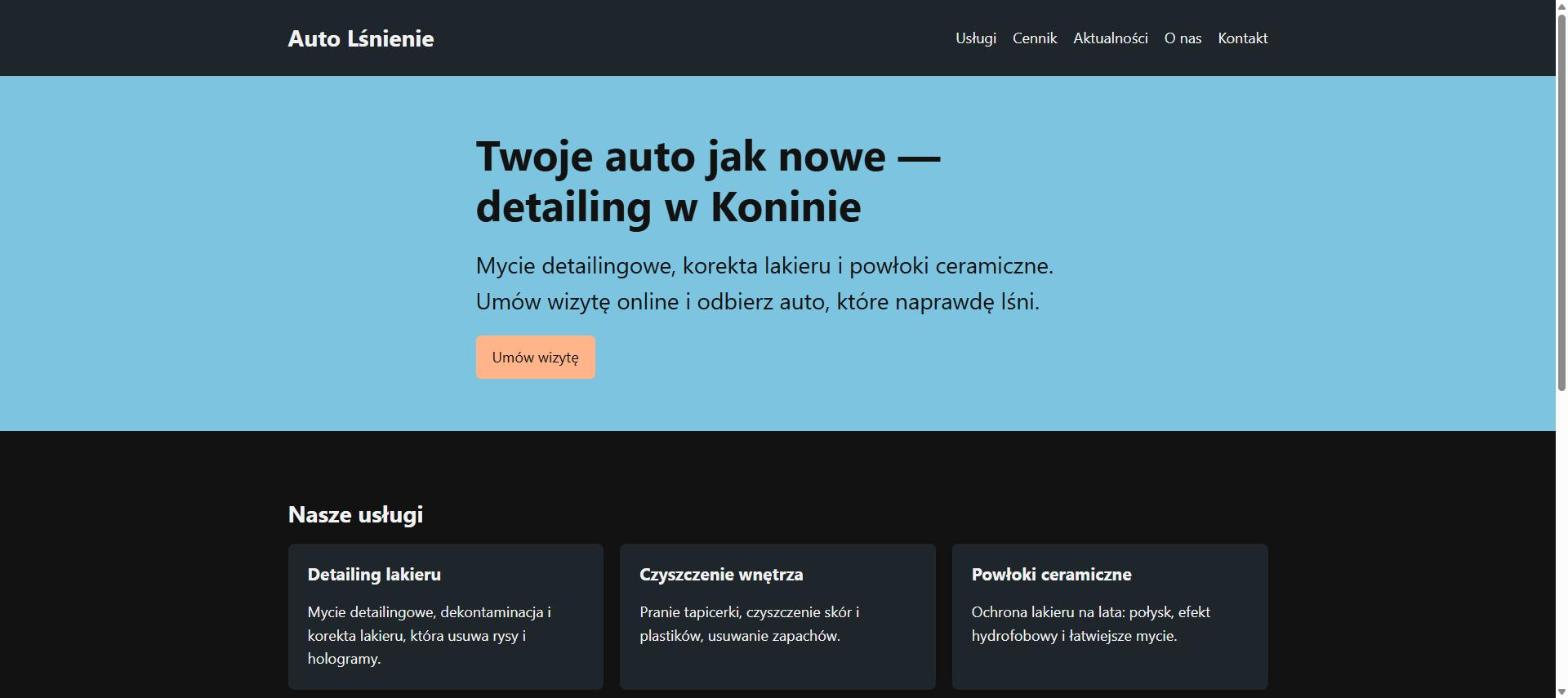 Auto Lśnienie
Usługi Cennik Aktualności O nas Kontakt
Twoje auto jak nowe —
detailing w Koninie
Mycie detailingowe, korekta lakieru i powłoki ceramiczne.
Umów wizytę online i odbierz auto, które naprawdę lśni.
Umów wizytę
Nasze usługi
Detailing lakieru
Mycie detailingowe, dekontaminacja i
korekta lakieru, która usuwa rysy i
hologramy.
Czyszczenie wnętrza
Pranie tapicerki, czyszczenie skór i
plastików, usuwanie zapachów.
Powłoki ceramiczne
Ochrona lakieru na lata: połysk, efekt
hydrofobowy i łatwiejsze mycie.